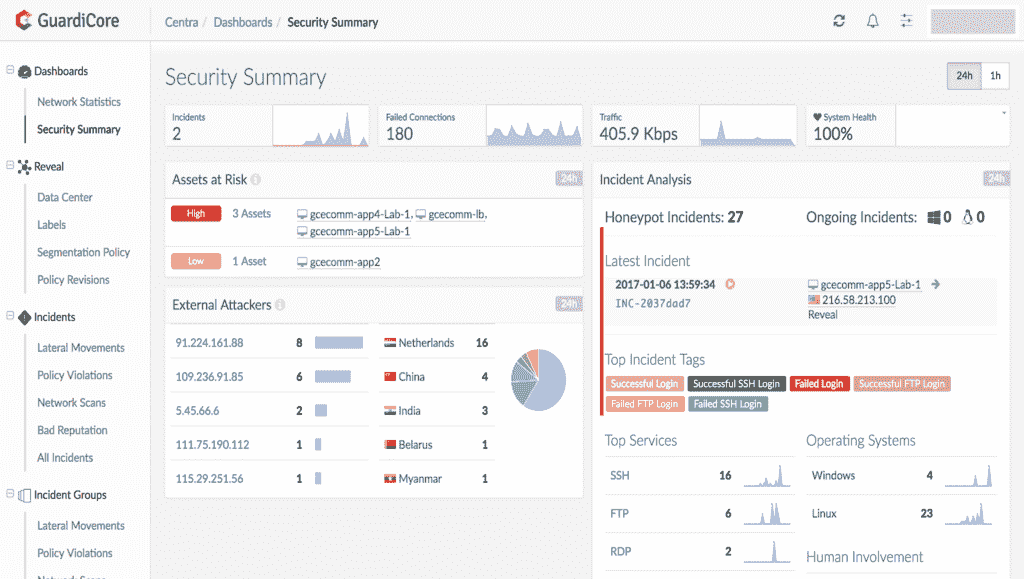 GuardiCore
Centra / Dashboards / Security Summary
Dashboards
Network Statistics
Security Summary
Reveal
Data Center
Labels
Segmentation Policy
Policy Revisions
Incidents
Lateral Movements
Policy Violations
Network Scans
Bad Reputation
All Incidents
Incident Groups
Lateral Movements
Policy Violations
Security Summary
24h 1h
Incidents
2
Failed Connections
180
Traffic
405.9 Kbps
System Health
100%
Assets at Risk 24h
High 3 Assets gcecomm-app4-Lab-1, gcecomm-lb,
gcecomm-app5-Lab-1
Low 1 Asset gcecomm-app2
External Attackers 24h
91.224.161.88 8 Netherlands 16
109.236.91.85 6 China 4
5.45.66.6 2 India 3
111.75.190.112 1 Belarus 1
115.29.251.56 1 Myanmar 1
Incident Analysis 24h
Honeypot Incidents: 27 Ongoing Incidents: 0 0
Latest Incident
2017-01-06 13:59:34 gcecomm-app5-Lab-1
INC-2037dad7 216.58.213.100
Reveal
Top Incident Tags
Successful Login Successful SSH Login Failed Login Successful FTP Login
Failed FTP Login Failed SSH Login
Top Services Operating Systems
SSH 16 Windows 4
FTP 6 Linux 23
RDP 2 Human Involvement